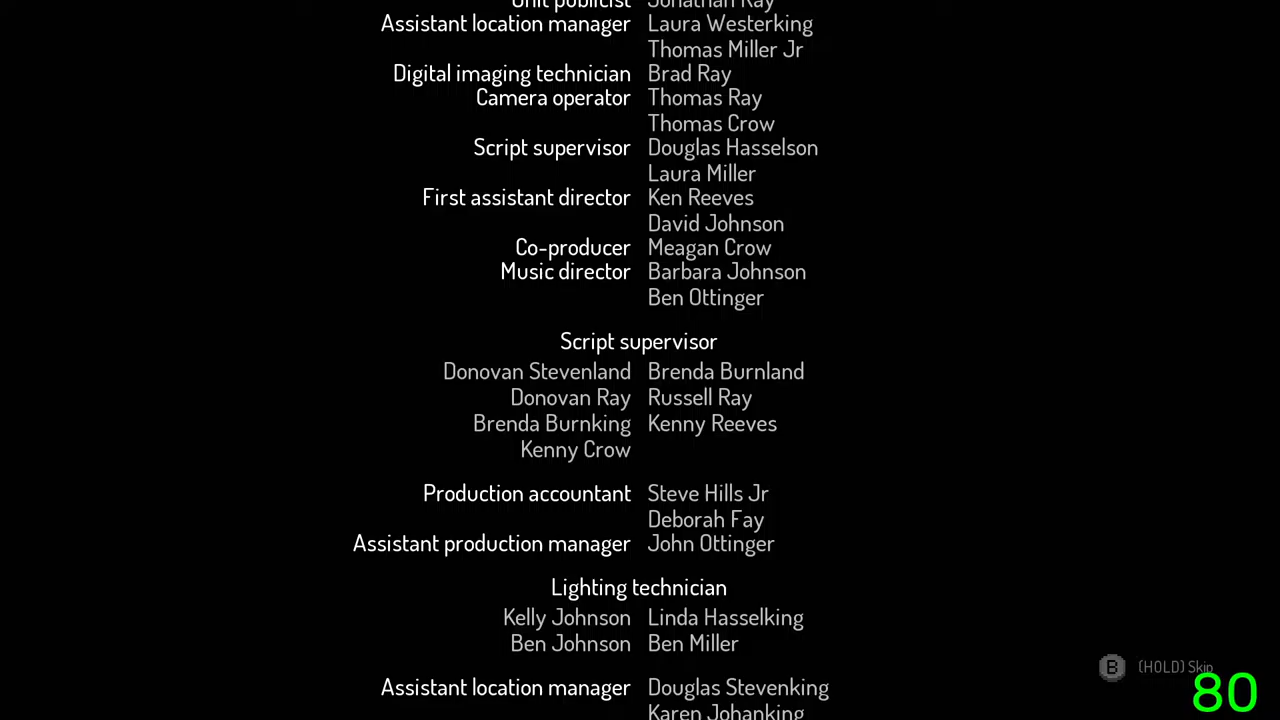 Unit publicist Jonathan Ray
Assistant location manager Laura Westerking
Thomas Miller Jr
Digital imaging technician Brad Ray
Camera operator Thomas Ray
Thomas Crow
Script supervisor Douglas Hasselson
Laura Miller
First assistant director Ken Reeves
David Johnson
Co-producer Meagan Crow
Music director Barbara Johnson
Ben Ottinger
Script supervisor
Donovan Stevenland Brenda Burnland
Donovan Ray Russell Ray
Brenda Burnking Kenny Reeves
Kenny Crow
Production accountant Steve Hills Jr
Deborah Fay
Assistant production manager John Ottinger
Lighting technician
Kelly Johnson Linda Hasselking
Ben Johnson Ben Miller
Assistant location manager Douglas Stevenking
Karen Johanking
B (HOLD) Skip
80